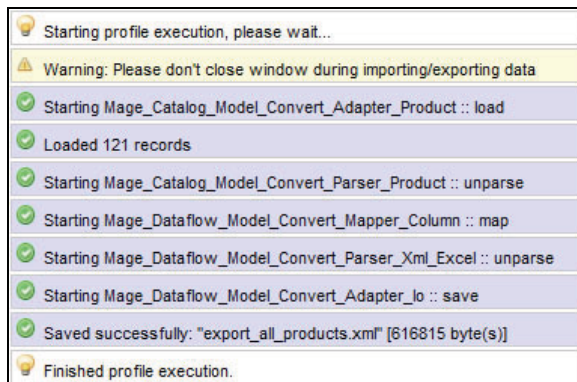 Starting profile execution, please wait...
Warning: Please don't close window during importing/exporting data
Starting Mage_Catalog_Model_Convert_Adapter_Product :: load
Loaded 121 records
Starting Mage_Catalog_Model_Convert_Parser_Product :: unparse
Starting Mage_Dataflow_Model_Convert_Mapper_Column :: map
Starting Mage_Dataflow_Model_Convert_Parser_Xml_Excel :: unparse
Starting Mage_Dataflow_Model_Convert_Adapter_Io :: save
Saved successfully: "export_all_products.xml" [616815 byte(s)]
Finished profile execution.